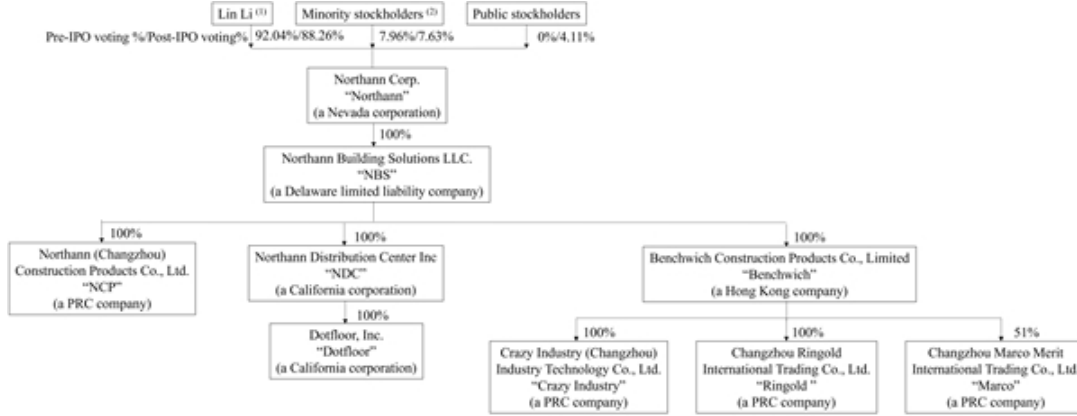 Lin Li (1)
Minority stockholders (2)
Public stockholders
Pre-IPO voting %/Post-IPO voting% 92.04%/88.26%
7.96%/7.63%
0%/4.11%
Northann Corp.
“Northann”
(a Nevada corporation)
100%
Northann Building Solutions LLC.
“NBS”
(a Delaware limited liability company)
100%
100%
100%
Northann (Changzhou)
Construction Products Co., Ltd.
“NCP”
(a PRC company)
Northann Distribution Center Inc
“NDC”
(a California corporation)
Benchwich Construction Products Co., Limited
“Benchwich”
(a Hong Kong company)
100%
Dotfloor, Inc.
“Dotfloor”
(a California corporation)
100%
100%
51%
Crazy Industry (Changzhou)
Industry Technology Co., Ltd.
“Crazy Industry”
(a PRC company)
Changzhou Ringold
International Trading Co., Ltd.
“Ringold ”
(a PRC company)
Changzhou Marco Merit
International Trading Co., Ltd
“Marco”
(a PRC company)